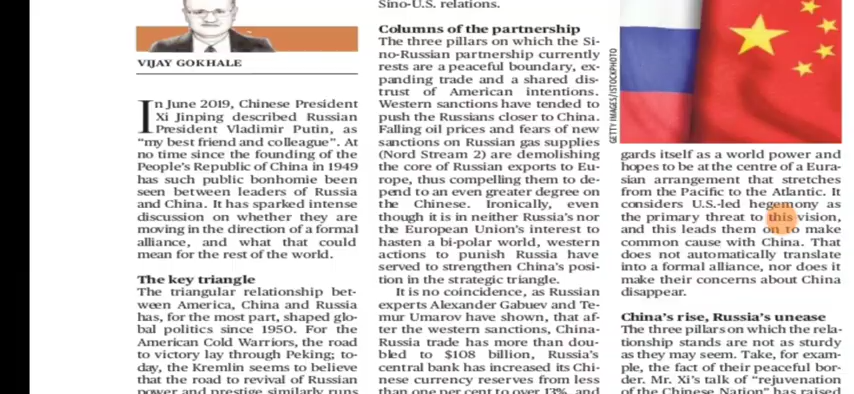 VIJAY GOKHALE
In June 2019, Chinese President
Xi Jinping described Russian
President Vladimir Putin, as
“my best friend and colleague”. At
no time since the founding of the
People’s Republic of China in 1949
has such public bonhomie been
seen between leaders of Russia
and China. It has sparked intense
discussion on whether they are
moving in the direction of a formal
alliance, and what that could
mean for the rest of the world.
The key triangle
The triangular relationship bet-
ween America, China and Russia
has, for the most part, shaped glo-
bal politics since 1950. For the
American Cold Warriors, the road
to victory lay through Peking; to-
day, the Kremlin seems to believe
that the road to revival of Russian
power and prestige similarly runs
Sino-U.S. relations.
Columns of the partnership
The three pillars on which the Si-
no-Russian partnership currently
rests are a peaceful boundary, ex-
panding trade and a shared dis-
trust of American intentions.
Western sanctions have tended to
push the Russians closer to China.
Falling oil prices and fears of new
sanctions on Russian gas supplies
(Nord Stream 2) are demolishing
the core of Russian exports to Eu-
rope, thus compelling them to de-
pend to an even greater degree on
the Chinese. Ironically, even
though it is in neither Russia’s nor
the European Union’s interest to
hasten a bi-polar world, western
actions to punish Russia have
served to strengthen China’s posi-
tion in the strategic triangle.
It is no coincidence, as Russian
experts Alexander Gabuev and Te-
mur Umarov have shown, that af-
ter the western sanctions, China-
Russia trade has more than dou-
bled to $108 billion, Russia’s
central bank has increased its Chi-
nese currency reserves from less
than one per cent to over 13%, and
GETTY IMAGES/ISTOCKPHOTO
gards itself as a world power and
hopes to be at the centre of a Eura-
sian arrangement that stretches
from the Pacific to the Atlantic. It
considers U.S.-led hegemony as
the primary threat to this vision,
and this leads them on to make
common cause with China. That
does not automatically translate
into a formal alliance, nor does it
make their concerns about China
disappear.
China’s rise, Russia’s unease
The three pillars on which the rela-
tionship stands are not as sturdy
as they may seem. Take, for exam-
ple, the fact of their peaceful bor-
der. Mr. Xi’s talk of “rejuvenation
of the Chinese Nation” has raised